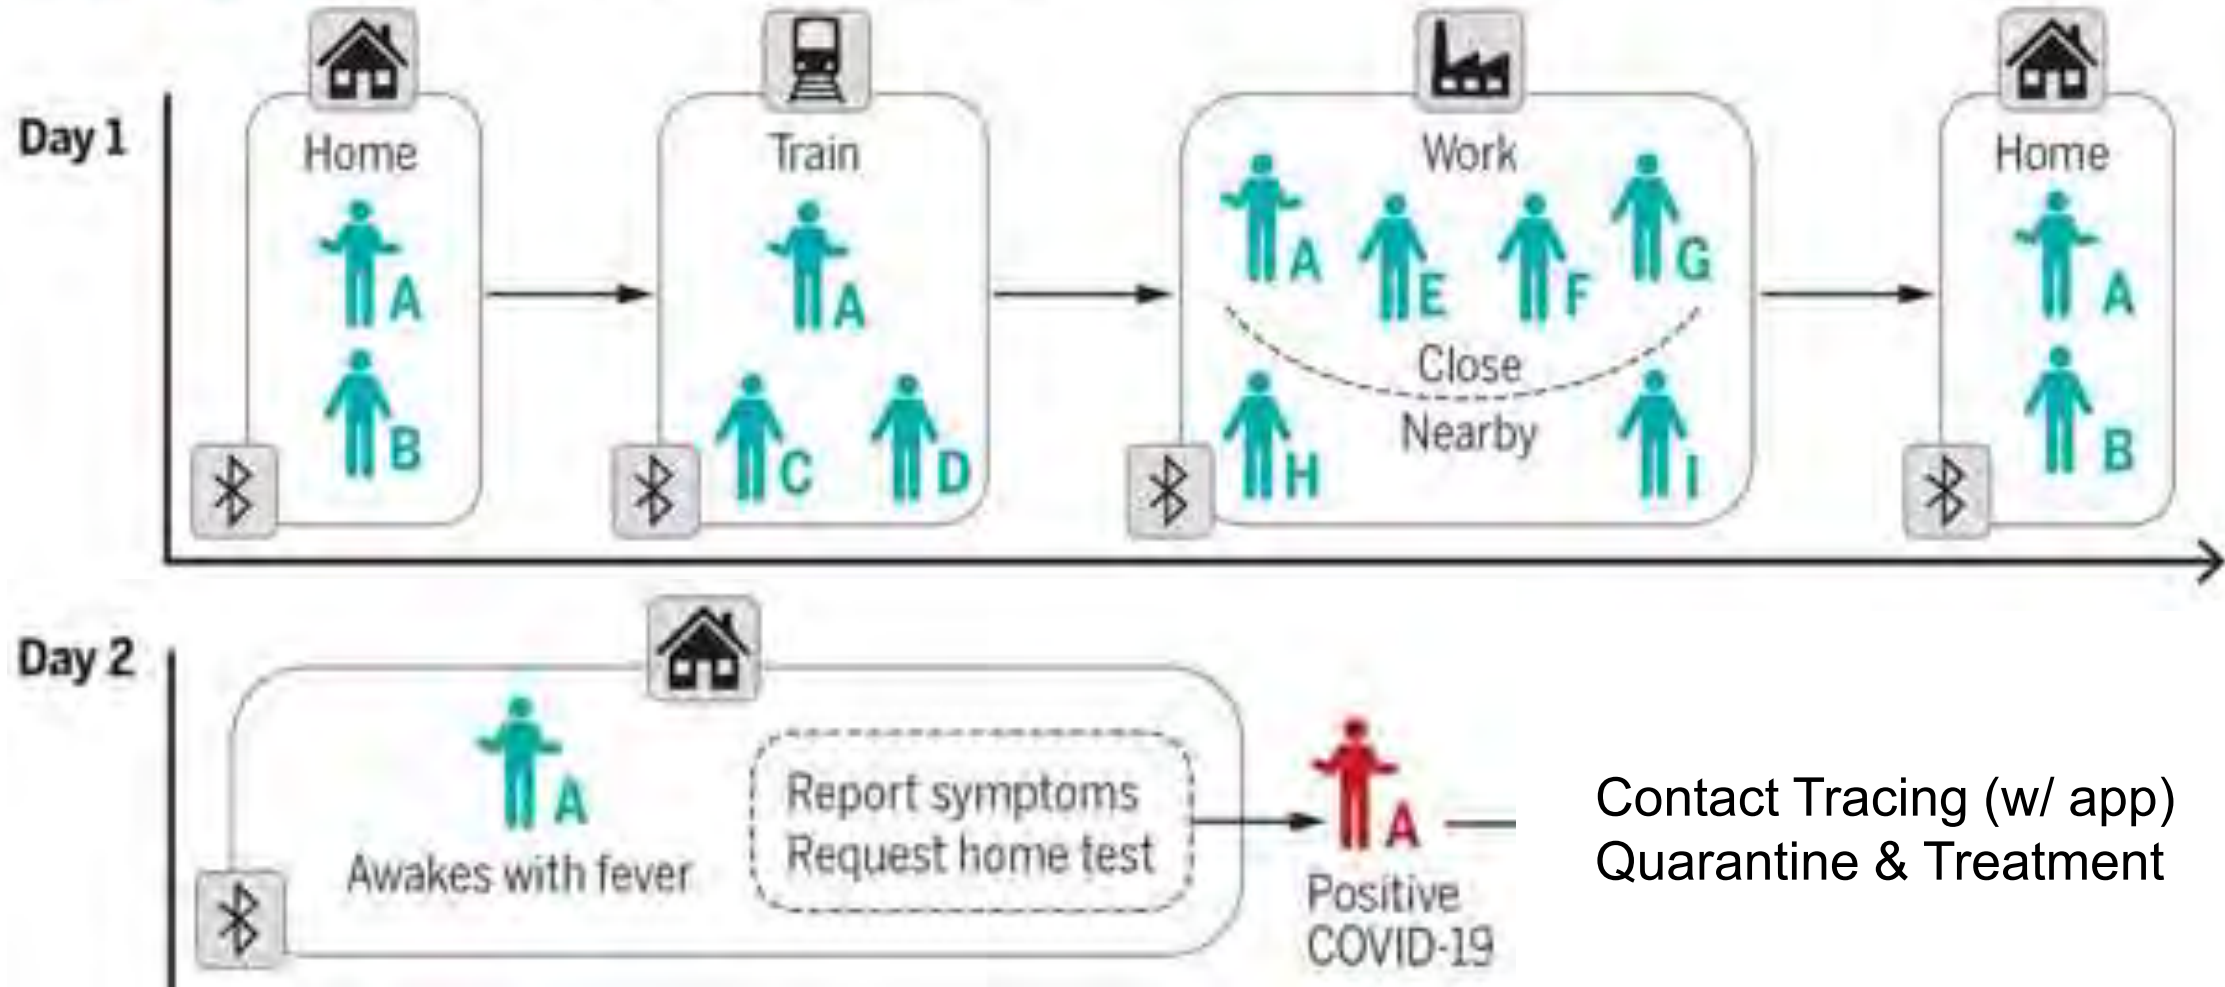 Day 1
Home
A
B
Train
A
C
D
Work
A
E
F
G
Close
Nearby
H
I
Home
A
B
Day 2
A
Awakes with fever
Report symptoms
Request home test
A
Positive
COVID-19
Contact Tracing (w/ app)
Quarantine & Treatment